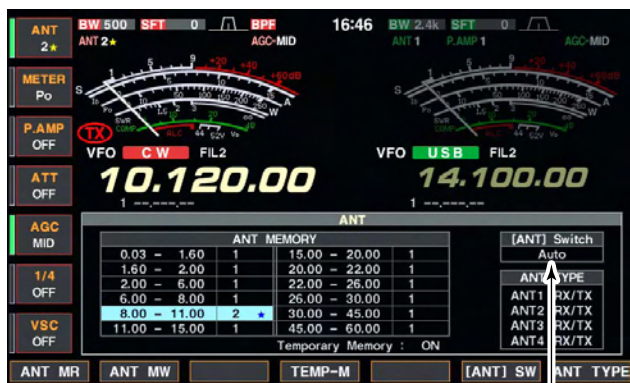 ANT
2★
METER
Po
P.AMP
OFF
ATT
OFF
AGC
MID
1/4
OFF
VSC
OFF
BW 500 SFT 0 BPF 16:46 BW 2.4k SFT 0
ANT 2★ AGC-MID ANT 1 P.AMP 1 AGC-MID
TX
VFO CW FIL2 VFO USB FIL2
10.120.00 14.100.00
1 --.---.-- 1 --.---.--
ANT
ANT MEMORY
0.03 – 1.60 1 15.00 – 20.00 1
1.60 – 2.00 1 20.00 – 22.00 1
2.00 – 6.00 1 22.00 – 26.00 1
6.00 – 8.00 1 26.00 – 30.00 1
8.00 – 11.00 2 ★ 30.00 – 45.00 1
11.00 – 15.00 1 45.00 – 60.00 1
Temporary Memory : ON
[ANT] Switch
Auto
ANT TYPE
ANT1 RX/TX
ANT2 RX/TX
ANT3 RX/TX
ANT4 RX/TX
ANT MR ANT MW TEMP-M [ANT] SW ANT TYPE